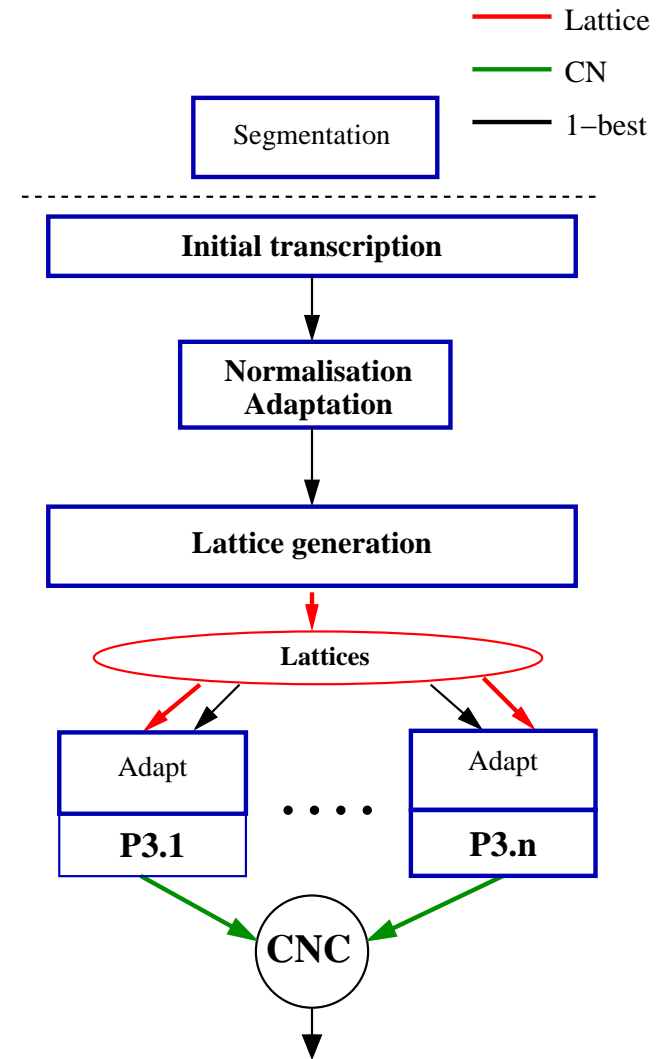 Lattice
CN
1−best
Segmentation
Initial transcription
Normalisation
Adaptation
Lattice generation
Lattices
Adapt
Adapt
P3.1
P3.n
CNC